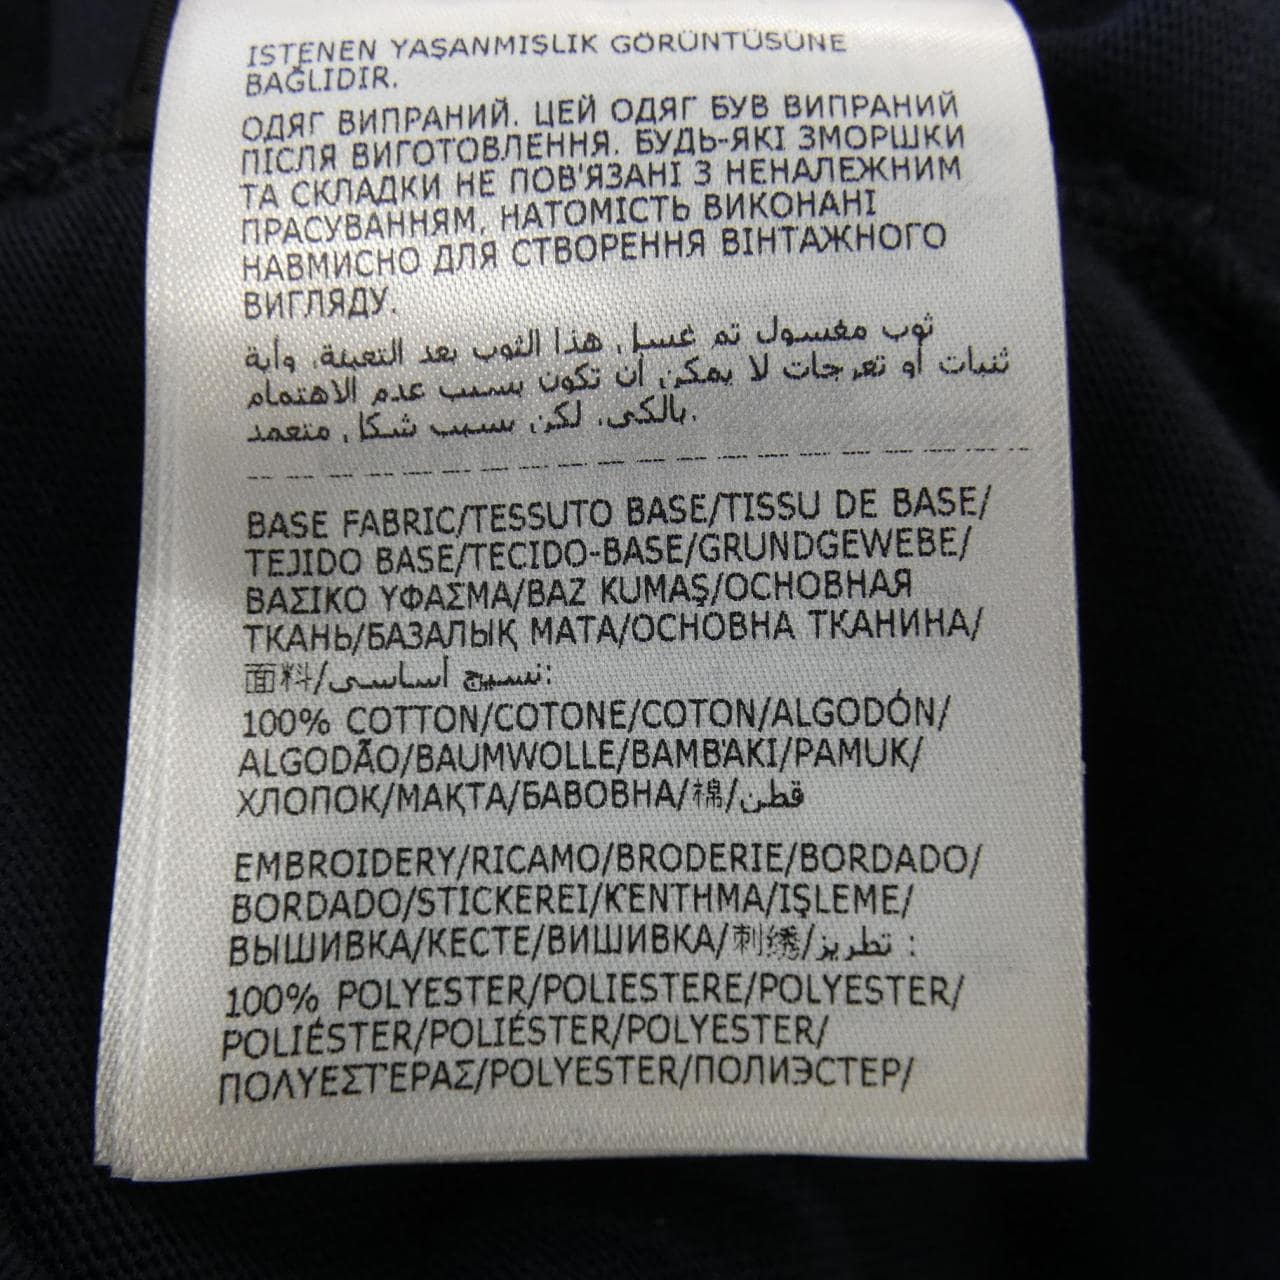 ISTENEN YAŞANMIŞLIK GÖRÜNTÜSÜNE
BAĞLIDIR.
ОДЯГ ВИПРАНИЙ. ЦЕЙ ОДЯГ БУВ ВИПРАНИЙ
ПІСЛЯ ВИГОТОВЛЕННЯ. БУДЬ-ЯКІ ЗМОРШКИ
ТА СКЛАДКИ НЕ ПОВ'ЯЗАНІ З НЕНАЛЕЖНИМ
ПРАСУВАННЯМ, НАТОМІСТЬ ВИКОНАНІ
НАВМИСНО ДЛЯ СТВОРЕННЯ ВІНТАЖНОГО
ВИГЛЯДУ.
ثوب مغسول تم غسل هذا الثوب بعد التعبئة، وأية
ثنيات أو تعرجات لا يمكن أن تكون بسبب عدم الاهتمام
بالكي، لكن بسبب شكل متعمد.
BASE FABRIC/TESSUTO BASE/TISSU DE BASE/
TEJIDO BASE/TECIDO-BASE/GRUNDGEWEBE/
ΒΑΣΙΚΟ ΥΦΑΣΜΑ/BAZ KUMAŞ/ОСНОВНАЯ
ТКАНЬ/БАЗАЛЫҚ МАТА/ОСНОВНА ТКАНИНА/
面料/نسيج أساسي:
100% COTTON/COTONE/COTON/ALGODÓN/
ALGODÃO/BAUMWOLLE/ΒΑΜΒΆΚΙ/PAMUK/
ХЛОПОК/МАҚТА/БАВОВНА/棉/قطن
EMBROIDERY/RICAMO/BRODERIE/BORDADO/
BORDADO/STICKEREI/ΚΈΝΤΗΜΑ/IŞLEME/
ВЫШИВКА/КЕСТЕ/ВИШИВКА/刺绣/تطريز :
100% POLYESTER/POLIESTERE/POLYESTER/
POLIÉSTER/POLIÉSTER/POLYESTER/
ΠΟΛΥΕΣΤΈΡΑΣ/POLYESTER/ПОЛИЭСТЕР/